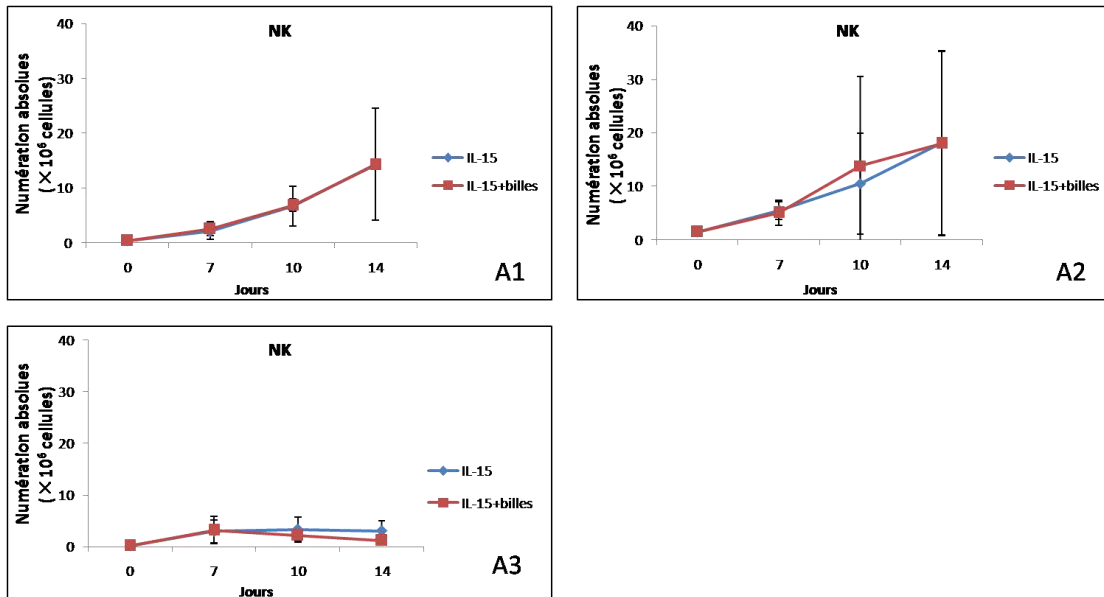 NK
Numération absolues
(×10⁶ cellules)
40
30
20
10
0
0 7 10 14
Jours
IL-15
IL-15+billes
A1
NK
Numération absolues
(×10⁶ cellules)
40
30
20
10
0
0 7 10 14
Jours
IL-15
IL-15+billes
A2
NK
Numération absolues
(×10⁶ cellules)
40
30
20
10
0
0 7 10 14
Jours
IL-15
IL-15+billes
A3